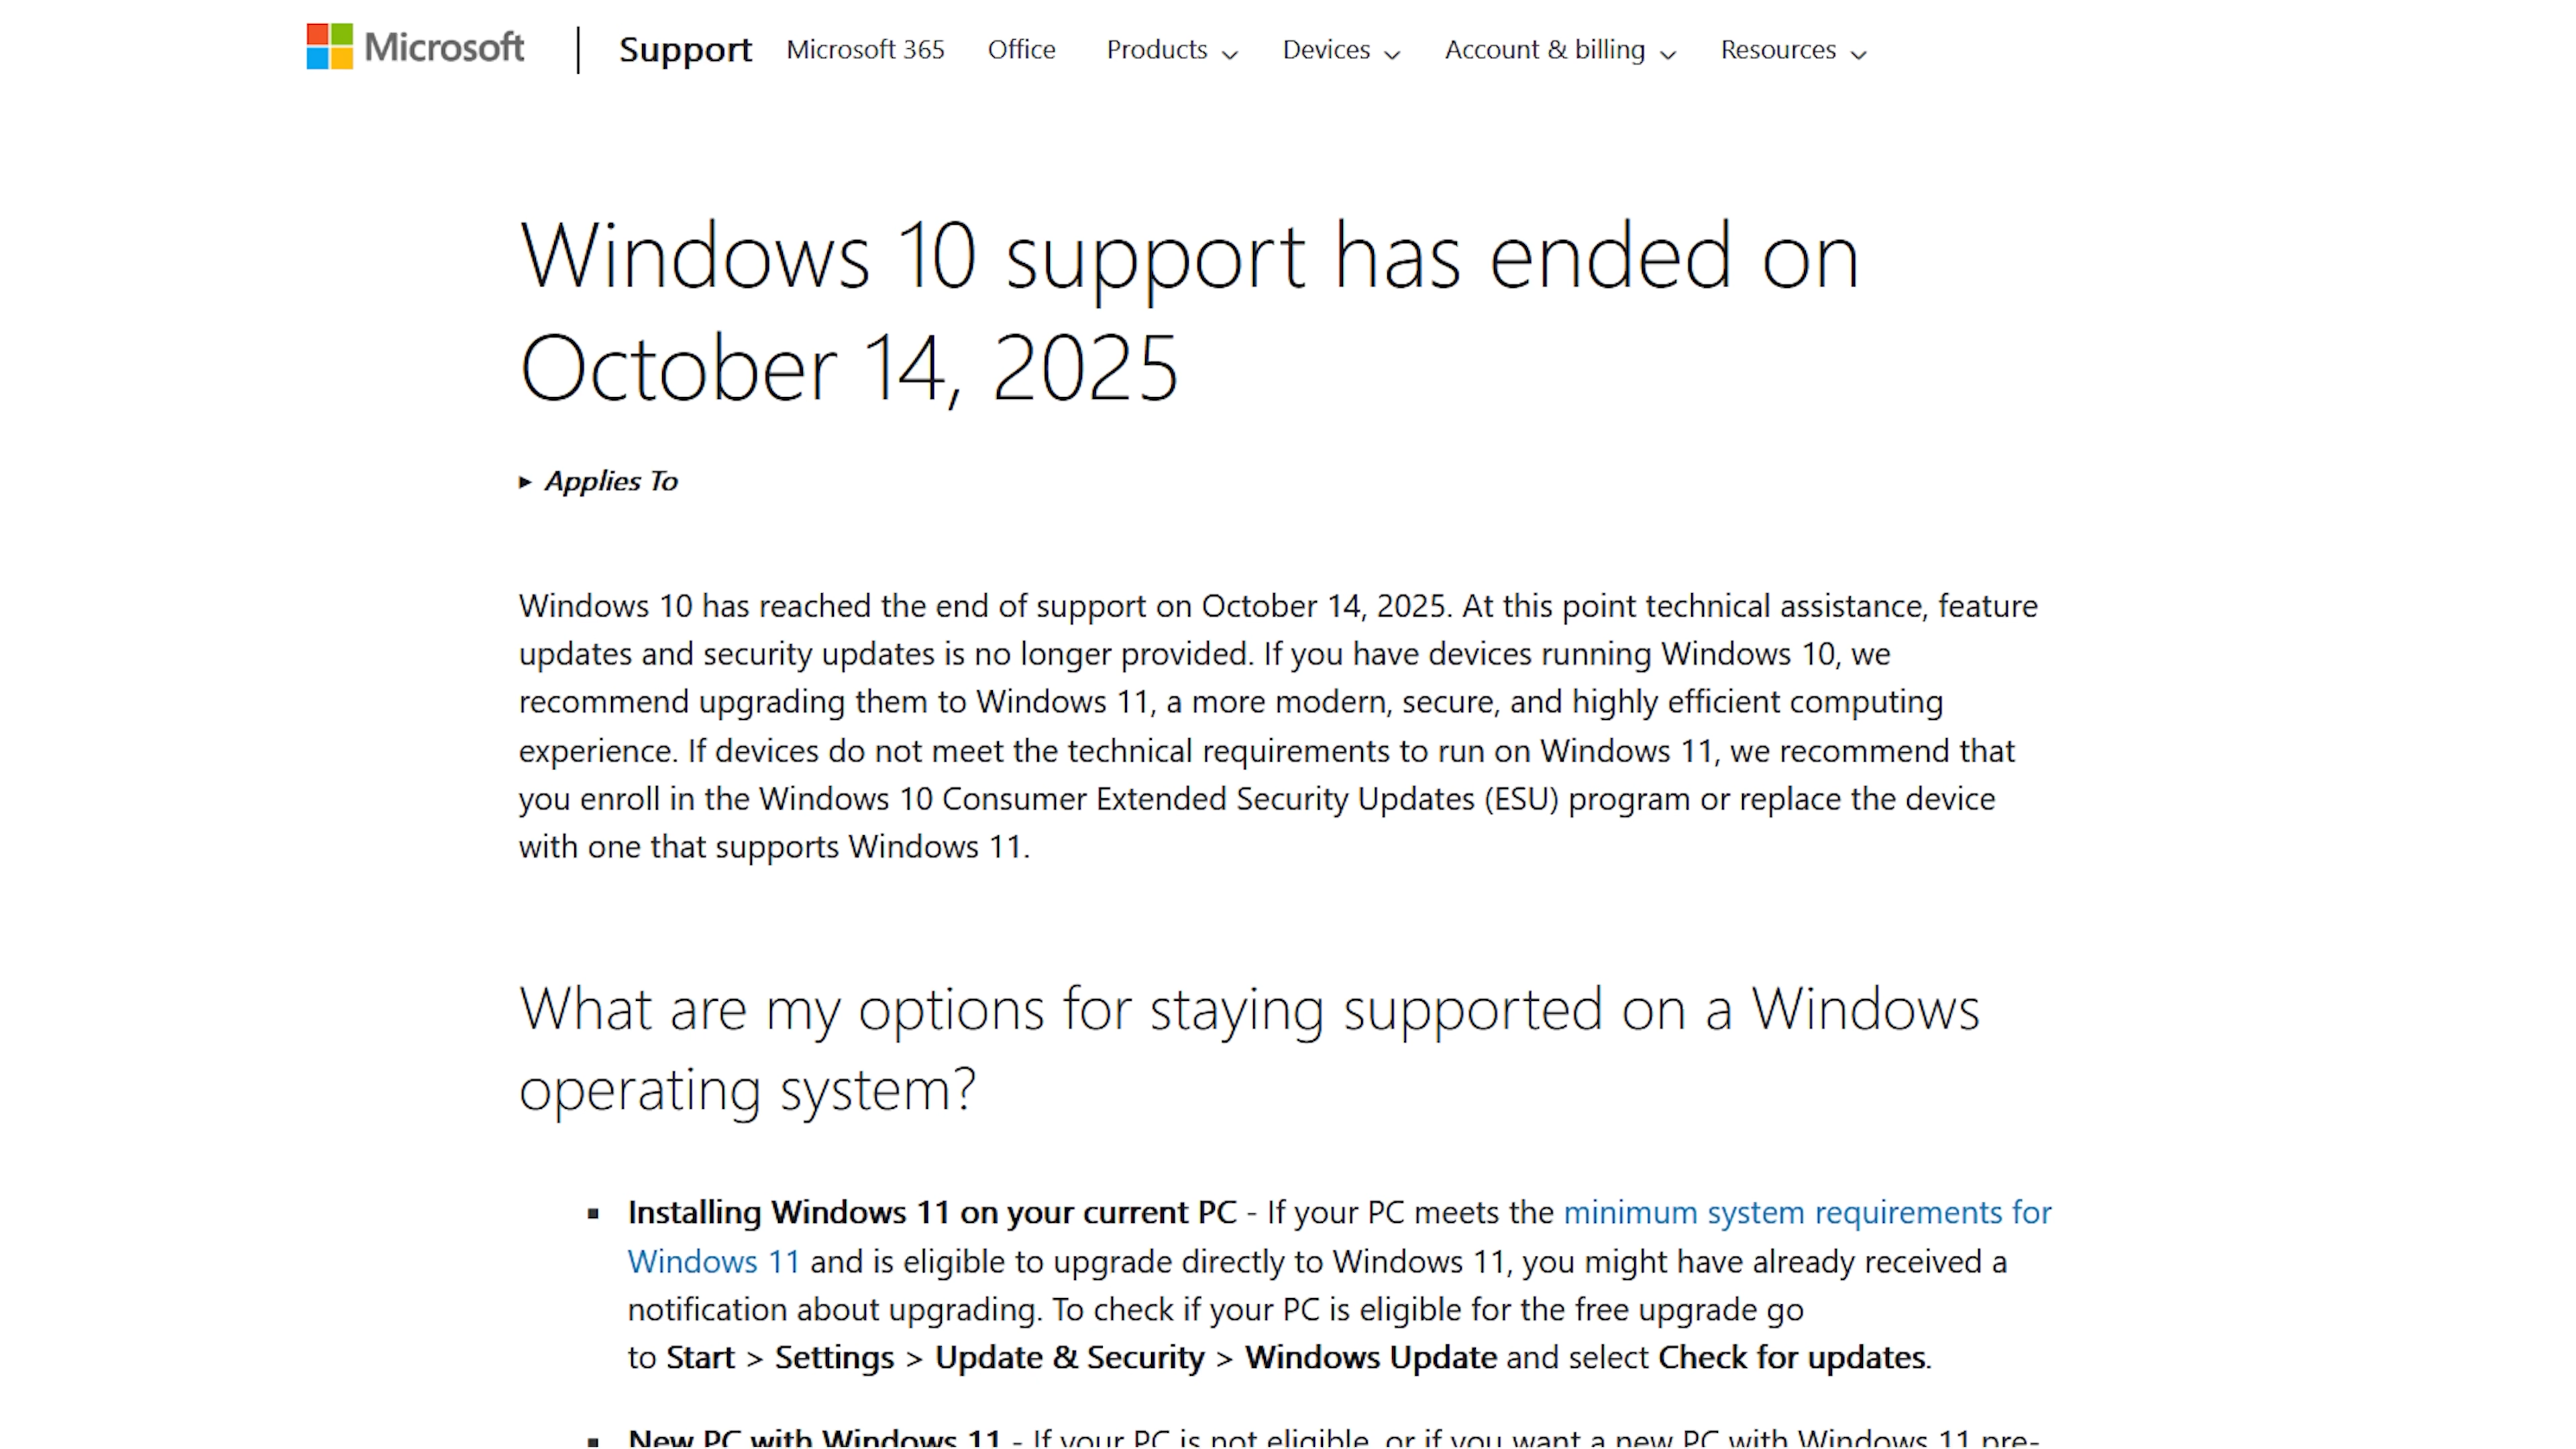 Microsoft Support Microsoft 365 Office Products Devices Account & billing Resources
Windows 10 support has ended on
October 14, 2025
Applies To
Windows 10 has reached the end of support on October 14, 2025. At this point technical assistance, feature
updates and security updates is no longer provided. If you have devices running Windows 10, we
recommend upgrading them to Windows 11, a more modern, secure, and highly efficient computing
experience. If devices do not meet the technical requirements to run on Windows 11, we recommend that
you enroll in the Windows 10 Consumer Extended Security Updates (ESU) program or replace the device
with one that supports Windows 11.
What are my options for staying supported on a Windows
operating system?
Installing Windows 11 on your current PC - If your PC meets the minimum system requirements for
Windows 11 and is eligible to upgrade directly to Windows 11, you might have already received a
notification about upgrading. To check if your PC is eligible for the free upgrade go
to Start > Settings > Update & Security > Windows Update and select Check for updates.
New PC with Windows 11 - If your PC is not eligible, or if you want a new PC with Windows 11 pre-